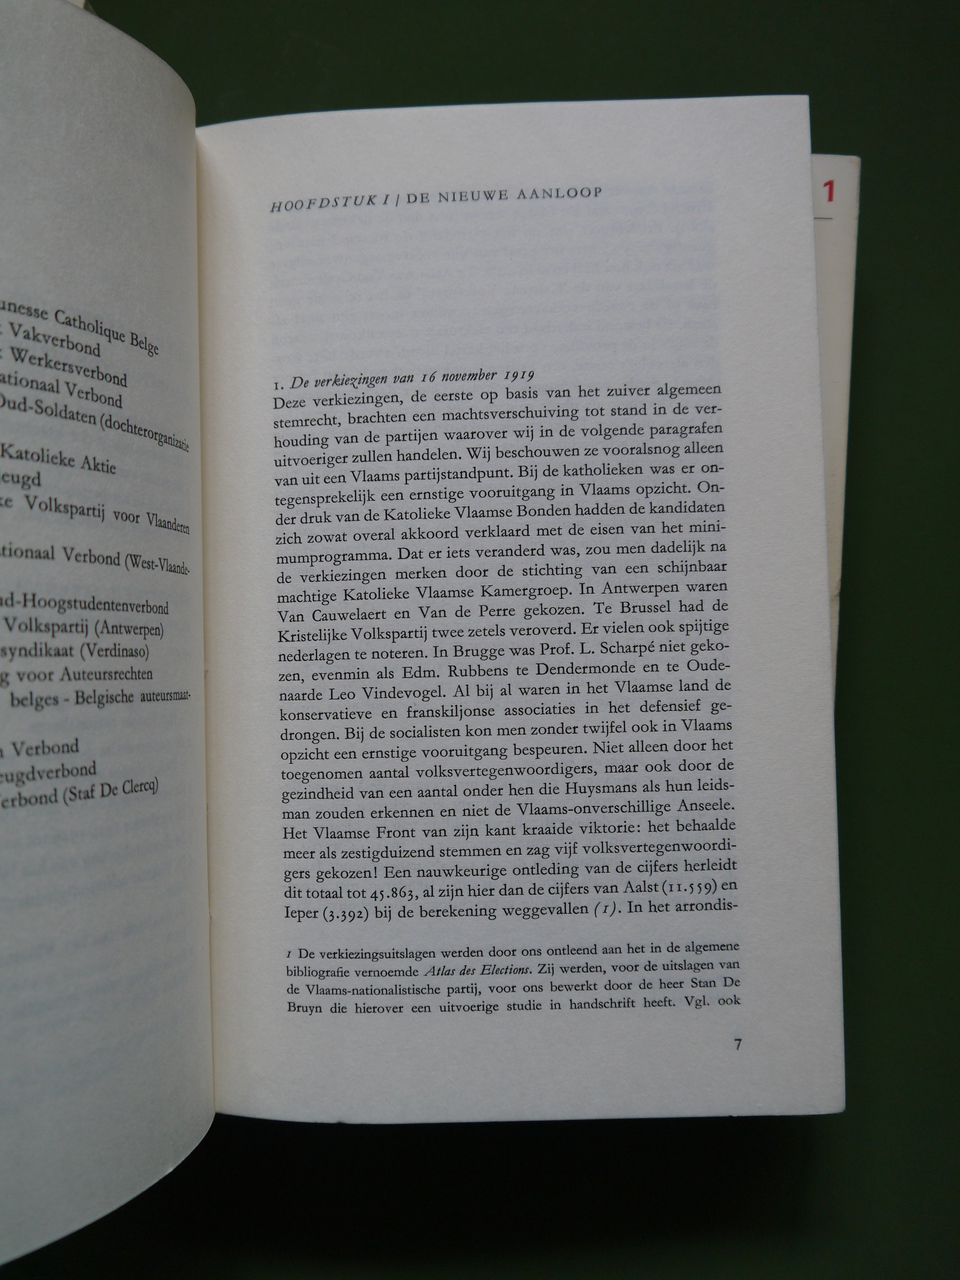 Catholique Belge
Vakverbond
Werkersverbond
Verbond
Oud-Soldaten (dochterorganizatie
Katolieke Aktie
Volkspartij voor Vlaanderen
Verbond (West-Vlaande-
Volkspartij (Antwerpen)
(Verdinaso)
voor Auteursrechten
belges - Belgische auteursmaat-
Verbond
(Staf De Clercq)
HOOFDSTUK I / DE NIEUWE AANLOOP
1. De verkiezingen van 16 november 1919
Deze verkiezingen, de eerste op basis van het zuiver algemeen
stemrecht, brachten een machtsverschuiving tot stand in de ver-
houding van de partijen waarover wij in de volgende paragrafen
uitvoeriger zullen handelen. Wij beschouwen ze vooralsnog alleen
van uit een Vlaams partijstandpunt. Bij de katholieken was er on-
tegensprekelijk een ernstige vooruitgang in Vlaams opzicht. On-
der druk van de Katolieke Vlaamse Bonden hadden de kandidaten
zich zowat overal akkoord verklaard met de eisen van het mini-
mumprogramma. Dat er iets veranderd was, zou men dadelijk na
de verkiezingen merken door de stichting van een schijnbaar
machtige Katolieke Vlaamse Kamergroep. In Antwerpen waren
Van Cauwelaert en Van de Perre gekozen. Te Brussel had de
Kristelijke Volkspartij twee zetels veroverd. Er vielen ook spijtige
nederlagen te noteren. In Brugge was Prof. L. Scharpé niet geko-
zen, evenmin als Edm. Rubbens te Dendermonde en te Oude-
naarde Leo Vindevogel. Al bij al waren in het Vlaamse land de
konservatieve en franskiljonse associaties in het defensief ge-
drongen. Bij de socialisten kon men zonder twijfel ook in Vlaams
opzicht een ernstige vooruitgang bespeuren. Niet alleen door het
toegenomen aantal volksvertegenwoordigers, maar ook door de
gezindheid van een aantal onder hen die Huysmans als hun leids-
man zouden erkennen en niet de Vlaams-onverschillige Anseele.
Het Vlaamse Front van zijn kant kraaide viktorie: het behaalde
meer als zestigduizend stemmen en zag vijf volksvertegenwoordi-
gers gekozen! Een nauwkeurige ontleding van de cijfers herleidt
dit totaal tot 45.863, al zijn hier dan de cijfers van Aalst (11.559) en
Ieper (3.392) bij de berekening weggevallen (1). In het arrondis-
1 De verkiezingsuitslagen werden door ons ontleend aan het in de algemene
bibliografie vernoemde Atlas des Elections. Zij werden, voor de uitslagen van
de Vlaams-nationalistische partij, voor ons bewerkt door de heer Stan De
Bruyn die hierover een uitvoerige studie in handschrift heeft. Vgl. ook
7
1